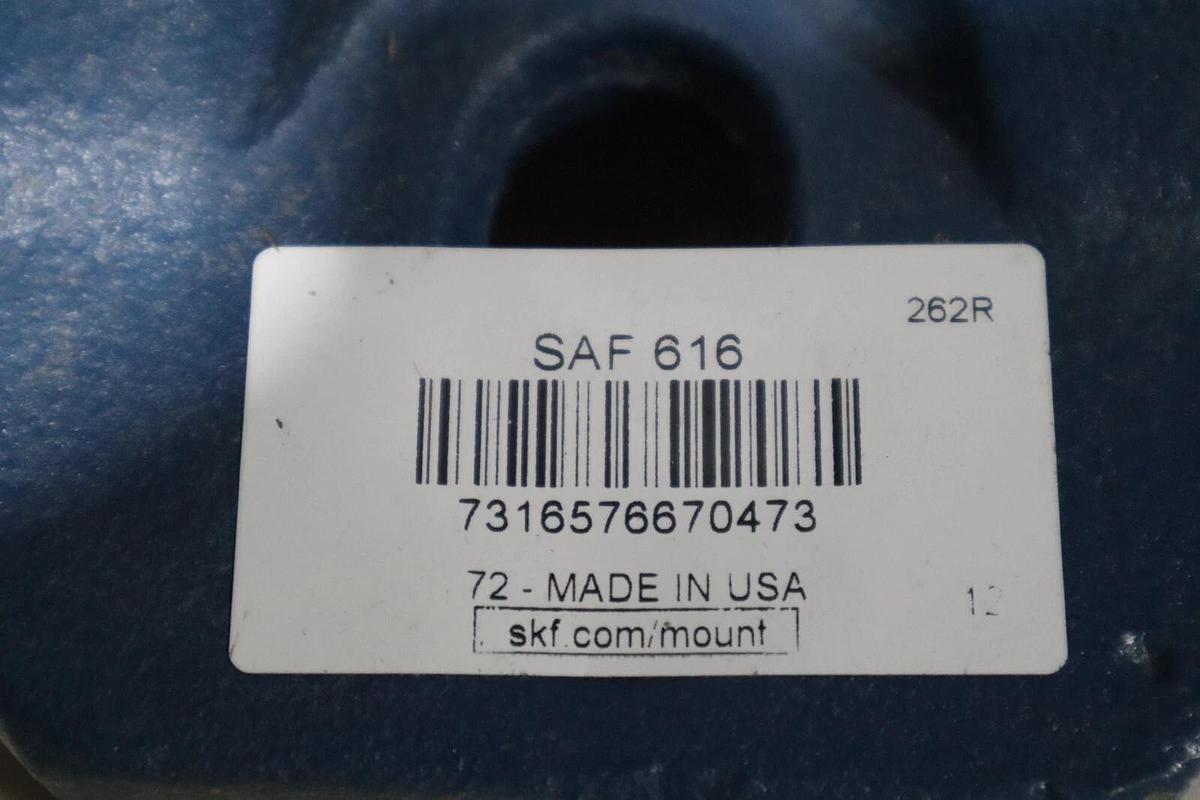 262R
SAF 616
7316576670473
72 - MADE IN USA
12
skf.com/mount